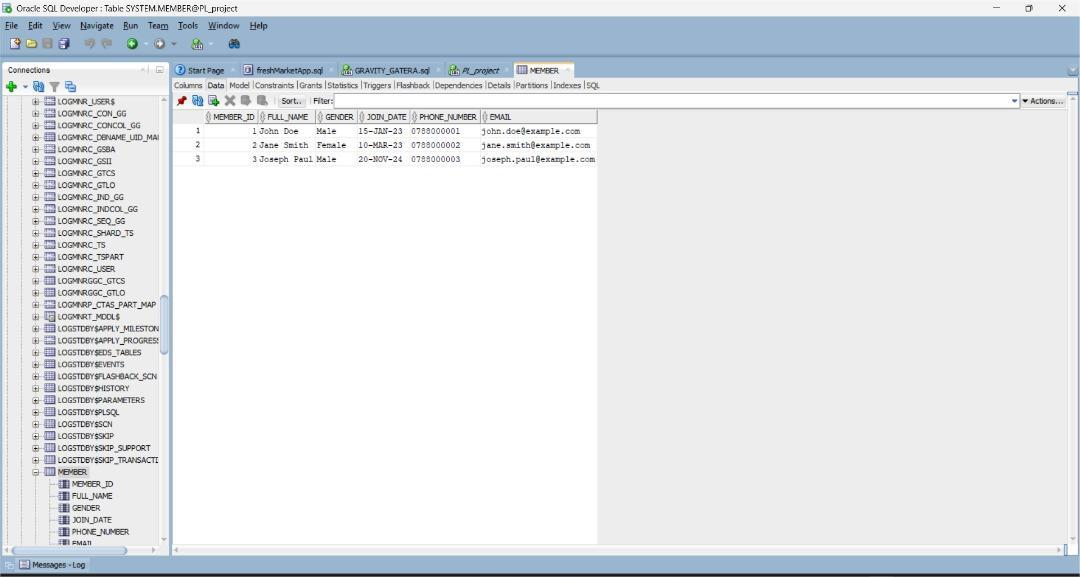 Oracle SQL Developer : Table SYSTEM.MEMBER@PL_project
File Edit View Navigate Run Team Tools Window Help
Connections
Start Page freshMarketApp.sql GRAVITY_GATERA.sql PL_project MEMBER
Columns Data Model Constraints Grants Statistics Triggers Flashback Dependencies Details Partitions Indexes SQL
Sort.. Filter: Actions...
MEMBER_ID FULL_NAME GENDER JOIN_DATE PHONE_NUMBER EMAIL
1 1 John Doe Male 15-JAN-23 0788000001 john.doe@example.com
2 2 Jane Smith Female 10-MAR-23 0788000002 jane.smith@example.com
3 3 Joseph Paul Male 20-NOV-24 0788000003 joseph.paul@example.com
LOGMNR_USER$
LOGMNRC_CON_GG
LOGMNRC_CONCOL_GG
LOGMNRC_DBNAME_UID_MAI
LOGMNRC_GSBA
LOGMNRC_GSII
LOGMNRC_GTCS
LOGMNRC_GTLO
LOGMNRC_IND_GG
LOGMNRC_INDCOL_GG
LOGMNRC_SEQ_GG
LOGMNRC_SHARD_TS
LOGMNRC_TS
LOGMNRC_TSPART
LOGMNRC_USER
LOGMNRGGC_GTCS
LOGMNRGGC_GTLO
LOGMNRP_CTAS_PART_MAP
LOGMNRT_MDDL$
LOGSTDBY$APPLY_MILESTON
LOGSTDBY$APPLY_PROGRES
LOGSTDBY$EDS_TABLES
LOGSTDBY$EVENTS
LOGSTDBY$FLASHBACK_SCN
LOGSTDBY$HISTORY
LOGSTDBY$PARAMETERS
LOGSTDBY$PLSQL
LOGSTDBY$SCN
LOGSTDBY$SKIP
LOGSTDBY$SKIP_SUPPORT
LOGSTDBY$SKIP_TRANSACTI
MEMBER
MEMBER_ID
FULL_NAME
GENDER
JOIN_DATE
PHONE_NUMBER
EMAIL
Messages - Log